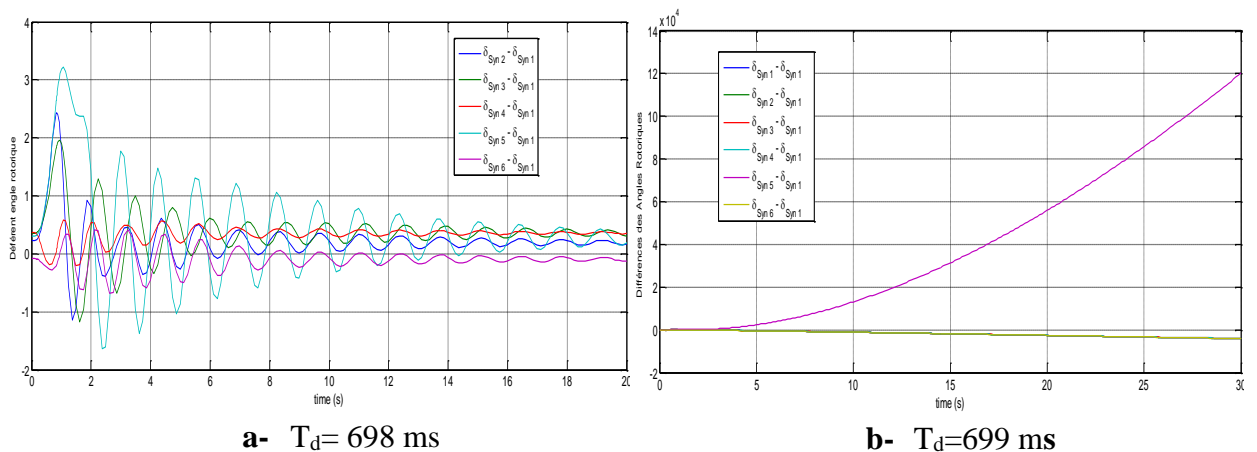 4
3
2
1
0
-1
-2
0 2 4 6 8 10 12 14 16 18 20
time (s)
Différent angle rotorique
δSyn 2 - δSyn 1
δSyn 3 - δSyn 1
δSyn 4 - δSyn 1
δSyn 5 - δSyn 1
δSyn 6 - δSyn 1
a- Td= 698 ms
x 10^4
14
12
10
8
6
4
2
0
-2
0 5 10 15 20 25 30
time (s)
Différences des Angles Rotoriques
δSyn 1 - δSyn 1
δSyn 2 - δSyn 1
δSyn 3 - δSyn 1
δSyn 4 - δSyn 1
δSyn 5 - δSyn 1
δSyn 6 - δSyn 1
b- Td=699 ms